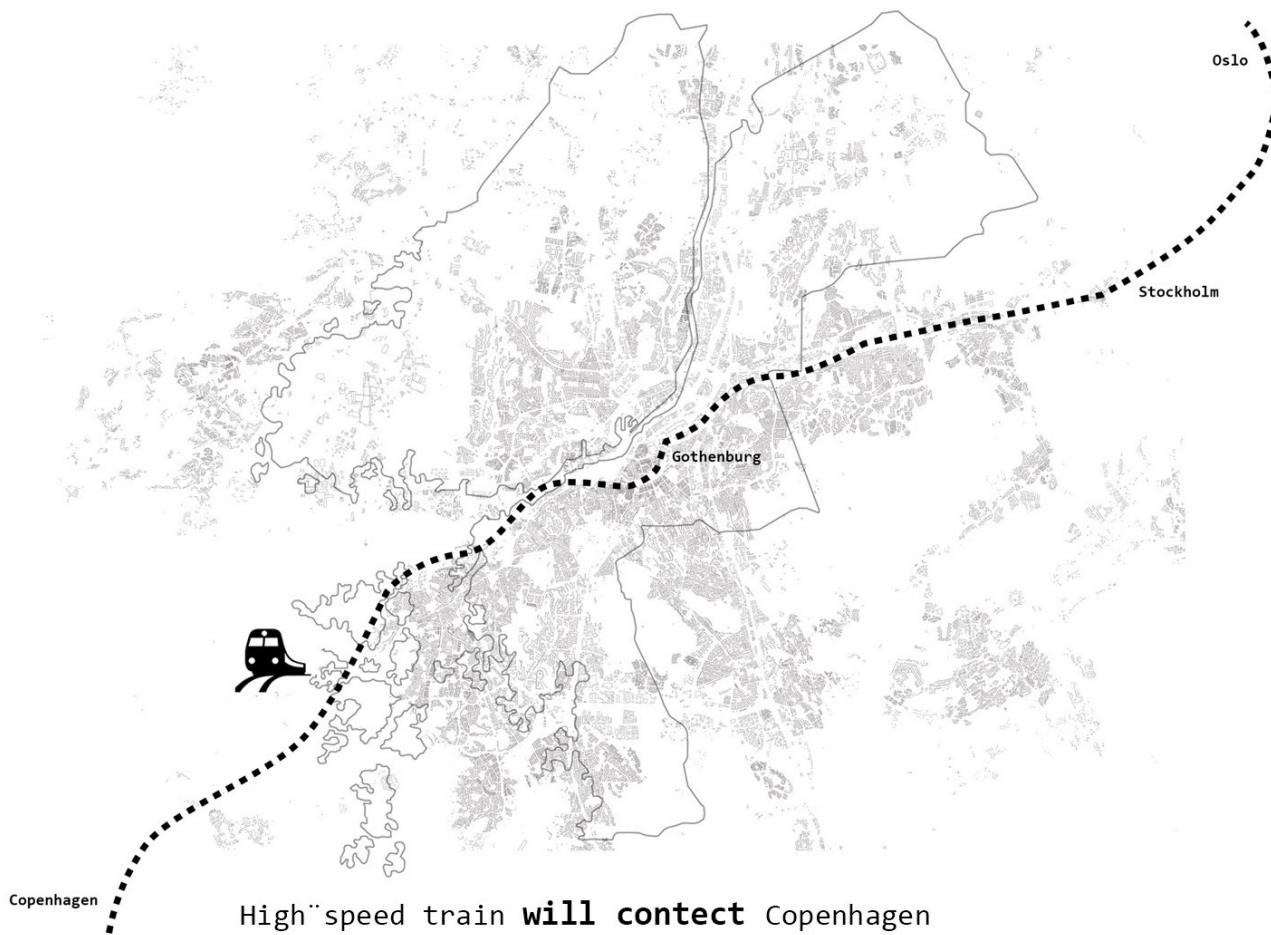 Oslo
Stockholm
Gothenburg
Copenhagen
High¨speed train will contect Copenhagen